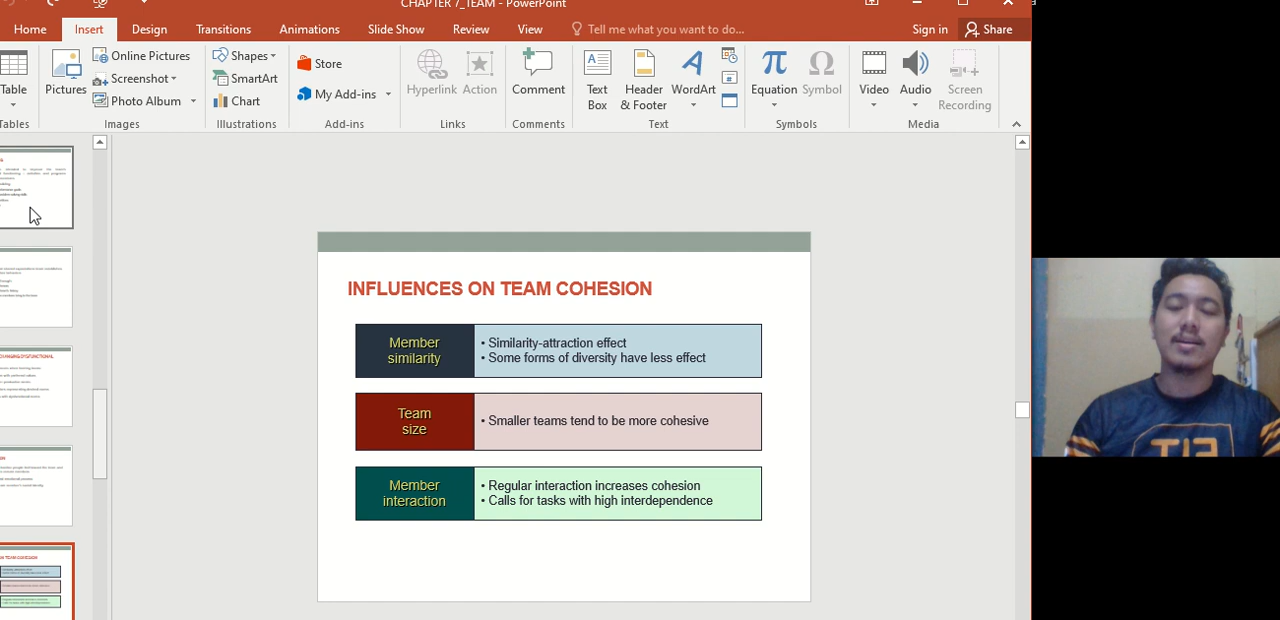 CHAPTER 7_TEAM - PowerPoint
Home Insert Design Transitions Animations Slide Show Review View Tell me what you want to do... Sign in Share
Table
Pictures
Online Pictures
Screenshot
Photo Album
Shapes
SmartArt
Chart
Store
My Add-ins
Hyperlink Action
Comment
Text
Box
Header
& Footer
WordArt
Equation Symbol
Video Audio Screen
Recording
Tables Images Illustrations Add-ins Links Comments Text Symbols Media
INFLUENCES ON TEAM COHESION
Member
similarity
• Similarity-attraction effect
• Some forms of diversity have less effect
Team
size
• Smaller teams tend to be more cohesive
Member
interaction
• Regular interaction increases cohesion
• Calls for tasks with high interdependence